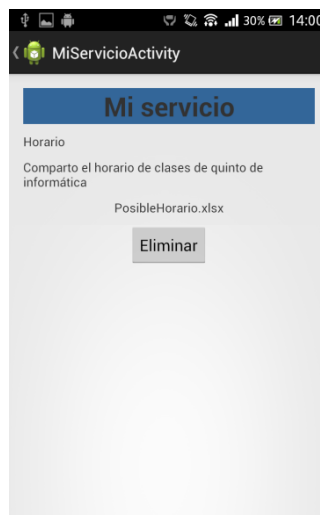 30% 14:00
MiServicioActivity
Mi servicio
Horario
Comparto el horario de clases de quinto de
informática
PosibleHorario.xlsx
Eliminar